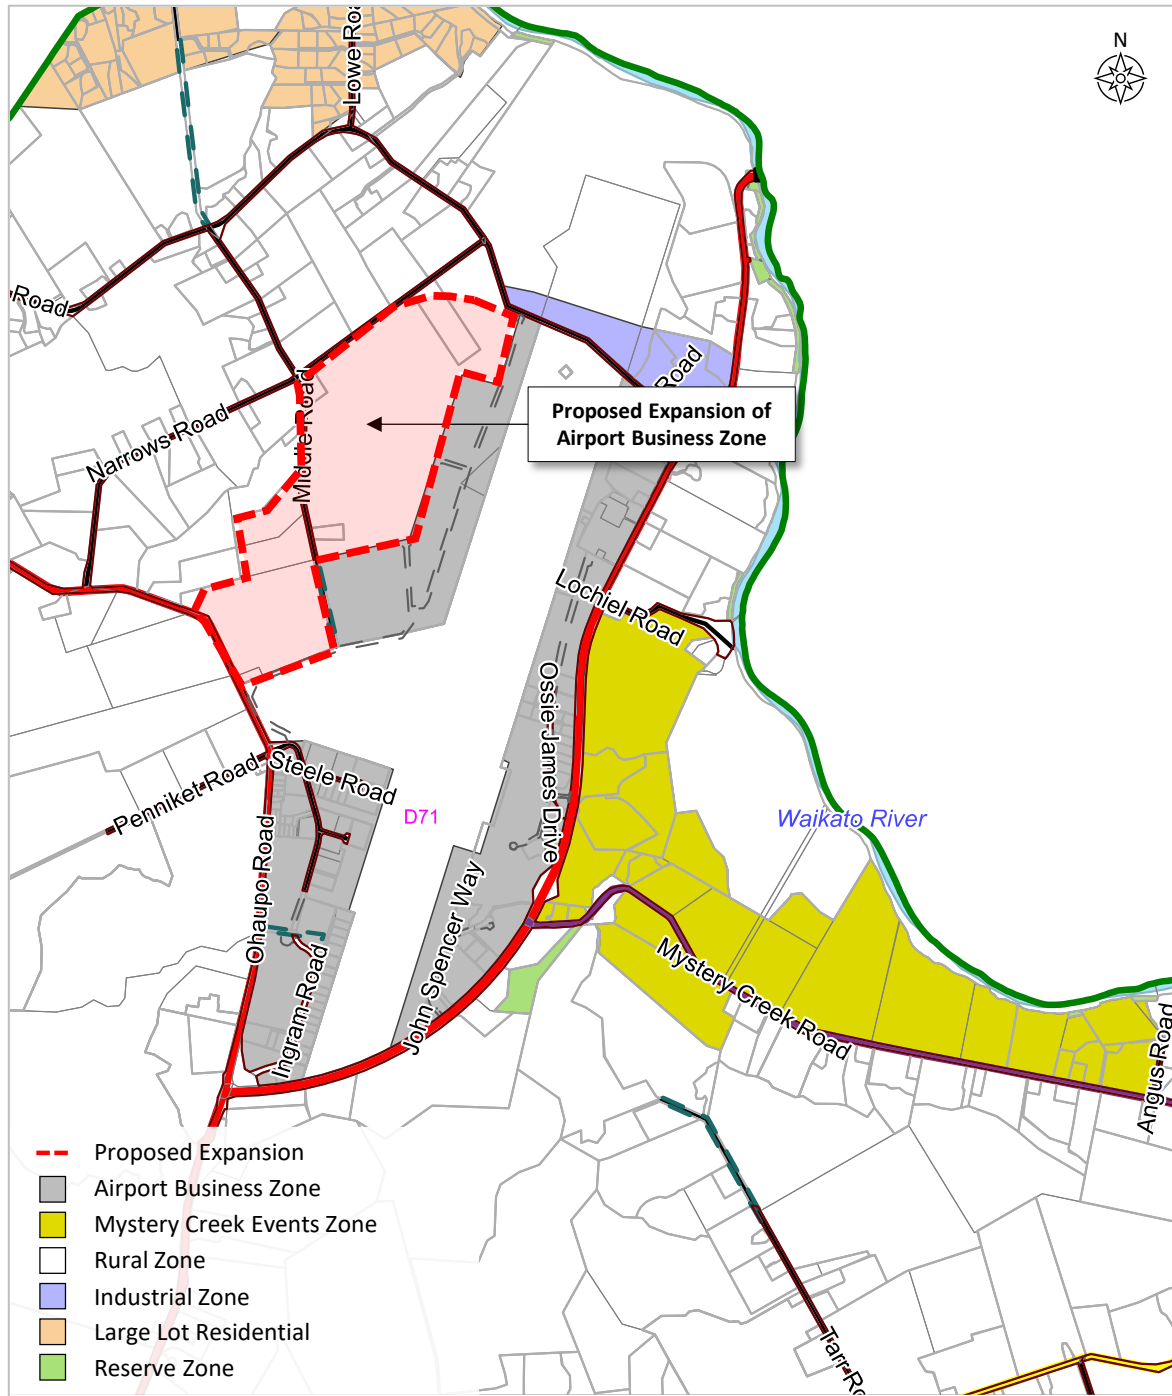 N
Lowe Road
Road
Narrows Road
Middle Road
Road
Proposed Expansion of
Airport Business Zone
Lochiel Road
Ossie James Drive
Penniket Road
Steele Road
D71
Waikato River
Ohaupo Road
John Spencer Way
Ingram Road
Mystery Creek Road
Angus Road
Tarr Ro
Proposed Expansion
Airport Business Zone
Mystery Creek Events Zone
Rural Zone
Industrial Zone
Large Lot Residential
Reserve Zone